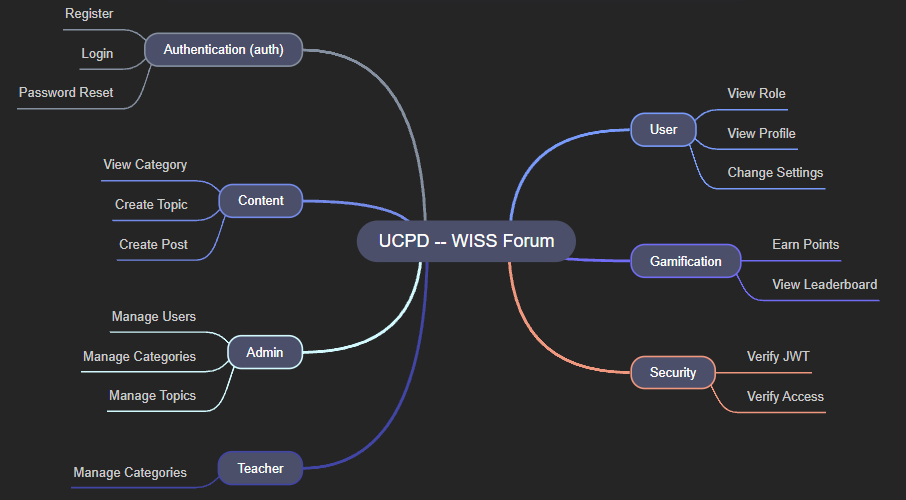 Register
Login
Password Reset
Authentication (auth)
View Category
Create Topic
Create Post
Content
Manage Users
Manage Categories
Manage Topics
Admin
Manage Categories
Teacher
UCPD -- WISS Forum
User
View Role
View Profile
Change Settings
Gamification
Earn Points
View Leaderboard
Security
Verify JWT
Verify Access